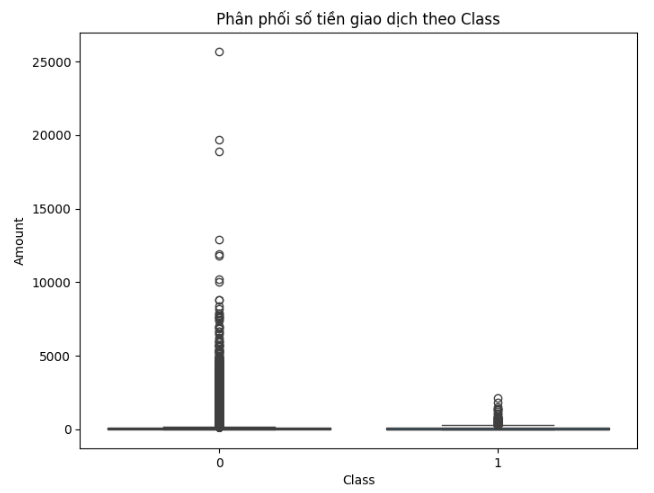 Phân phối số tiền giao dịch theo Class
25000
20000
15000
10000
5000
0
Amount
0
1
Class